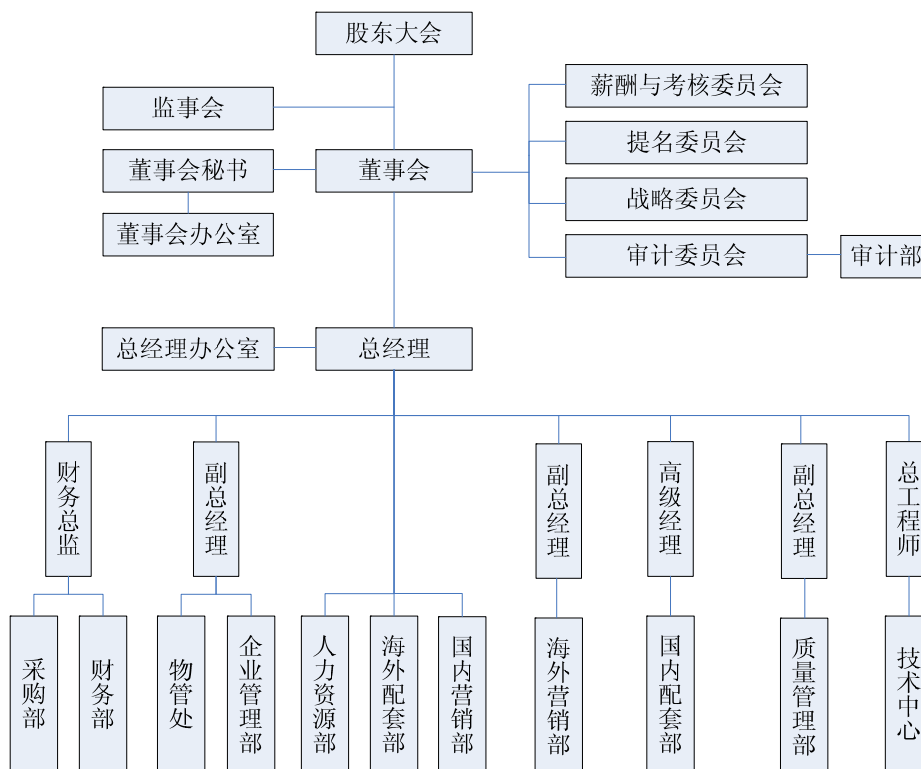 股东大会
薪酬与考核委员会
监事会
提名委员会
董事会秘书
董事会
战略委员会
董事会办公室
审计委员会
审计部
总经理办公室
总经理
财务总监
副总经理
副总经理
高级经理
副总经理
总工程师
采购部
财务部
物管处
企业管理部
人力资源部
海外配套部
国内营销部
海外营销部
国内配套部
质量管理部
技术中心